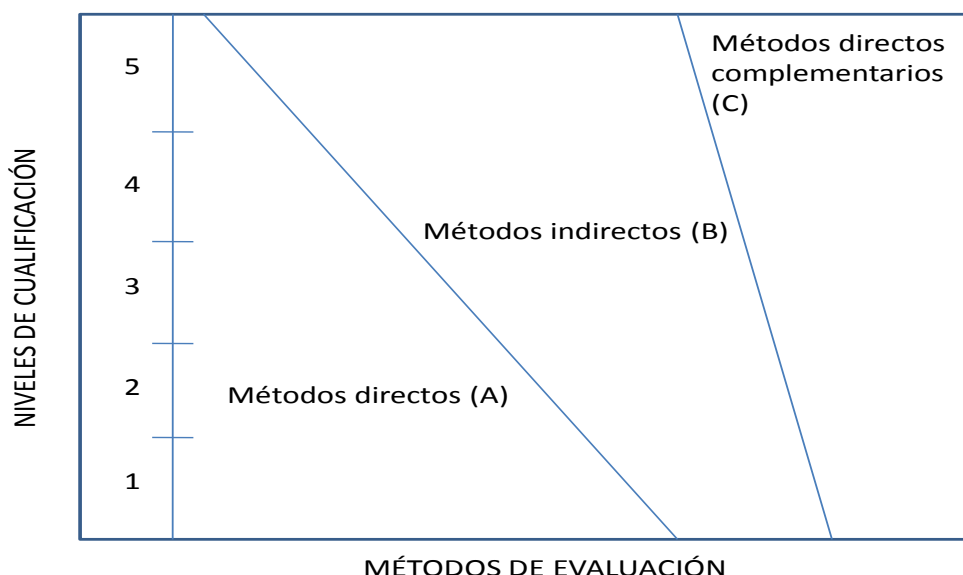 NIVELES DE CUALIFICACIÓN
5
4
3
2
1
Métodos directos
complementarios
(C)
Métodos indirectos (B)
Métodos directos (A)
MÉTODOS DE EVALUACIÓN